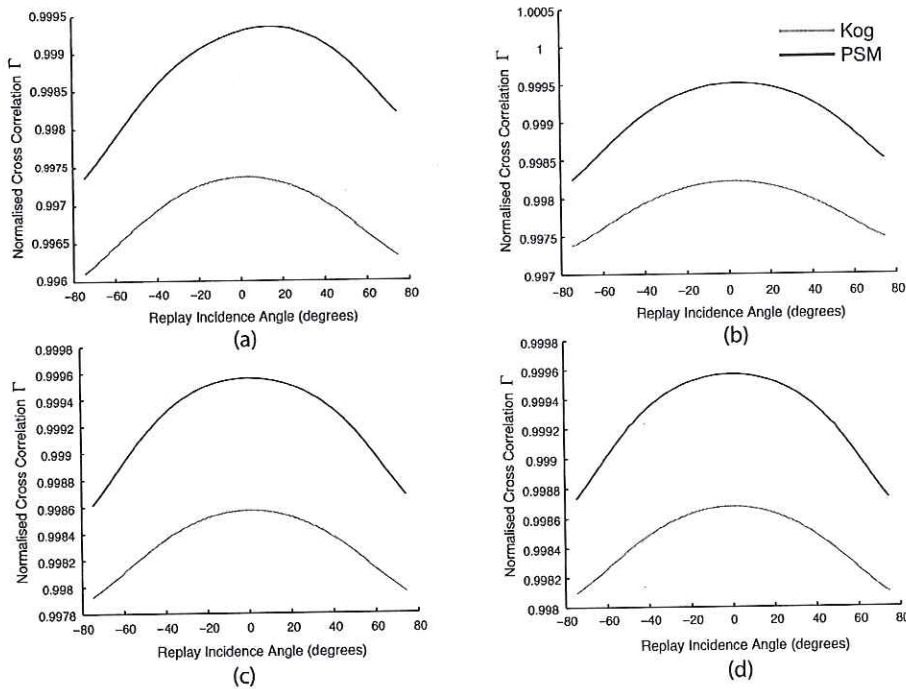 0.9995
0.999
0.9985
0.998
0.9975
0.997
0.9965
0.996
Normalised Cross Correlation Γ
−80 −60 −40 −20 0 20 40 60 80
Replay Incidence Angle (degrees)
(a)
1.0005
1
0.9995
0.999
0.9985
0.998
0.9975
0.997
Normalised Cross Correlation Γ
Kog
PSM
−80 −60 −40 −20 0 20 40 60 80
Replay Incidence Angle (degrees)
(b)
0.9998
0.9996
0.9994
0.9992
0.999
0.9988
0.9986
0.9984
0.9982
0.998
0.9978
Normalised Cross Correlation Γ
−80 −60 −40 −20 0 20 40 60 80
Replay Incidence Angle (degrees)
(c)
0.9998
0.9996
0.9994
0.9992
0.999
0.9988
0.9986
0.9984
0.9982
0.998
Normalised Cross Correlation Γ
−80 −60 −40 −20 0 20 40 60 80
Replay Incidence Angle (degrees)
(d)